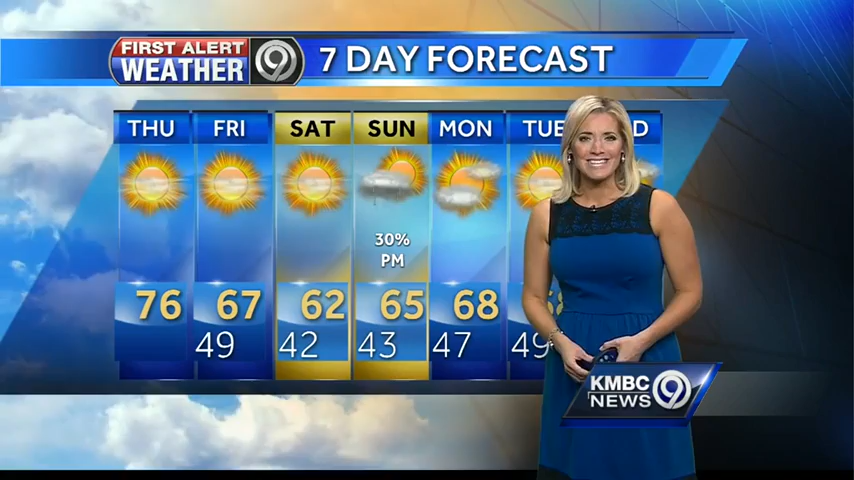 FIRST ALERT
WEATHER 9
7 DAY FORECAST
THU FRI SAT SUN MON
30%
PM
76 67 62 65 68
49 42 43 47 49
KMBC 9
NEWS